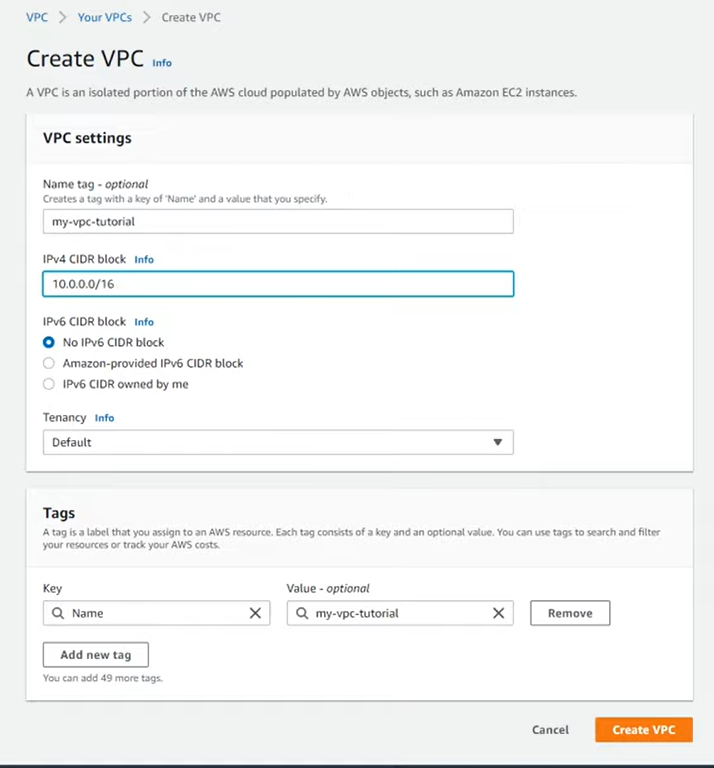 VPC > Your VPCs > Create VPC
Create VPC Info
A VPC is an isolated portion of the AWS cloud populated by AWS objects, such as Amazon EC2 instances.
VPC settings
Name tag - optional
Creates a tag with a key of 'Name' and a value that you specify.
my-vpc-tutorial
IPv4 CIDR block Info
10.0.0.0/16
IPv6 CIDR block Info
No IPv6 CIDR block
Amazon-provided IPv6 CIDR block
IPv6 CIDR owned by me
Tenancy Info
Default
Tags
A tag is a label that you assign to an AWS resource. Each tag consists of a key and an optional value. You can use tags to search and filter
your resources or track your AWS costs.
Key Value - optional
Name my-vpc-tutorial Remove
Add new tag
You can add 49 more tags.
Cancel Create VPC